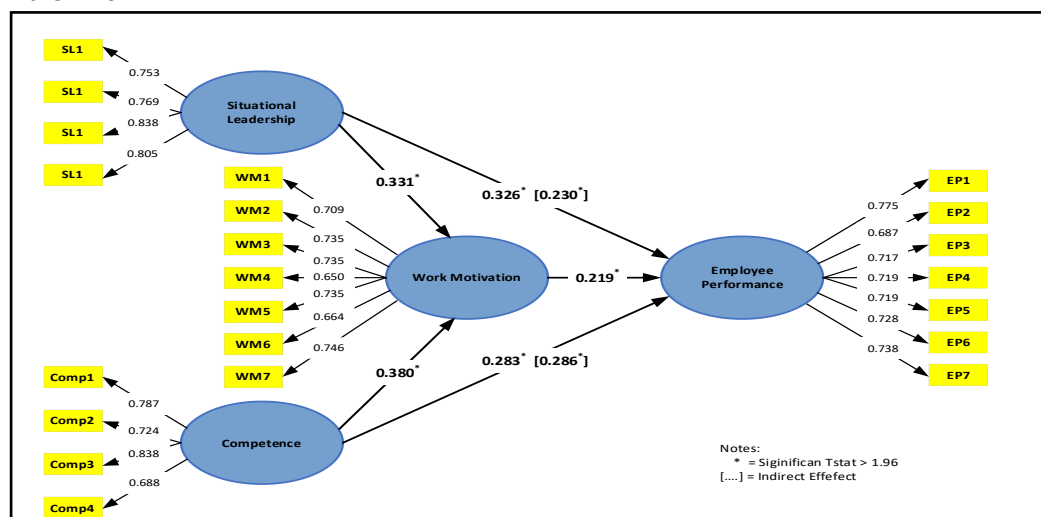 SL1
0.753
SL1
0.769
SL1
0.838
SL1
0.805
Situational
Leadership
0.331*
0.326* [0.230*]
WM1
0.709
WM2
0.735
WM3
0.735
WM4
0.650
WM5
0.735
WM6
0.664
WM7
0.746
Work Motivation
0.219*
Employee
Performance
EP1
0.775
EP2
0.687
EP3
0.717
EP4
0.719
EP5
0.719
EP6
0.728
EP7
0.738
0.380*
0.283* [0.286*]
Comp1
0.787
Comp2
0.724
Comp3
0.838
Comp4
0.688
Competence
Notes:
* = Siginifican Tstat > 1.96
[....] = Indirect Effefect